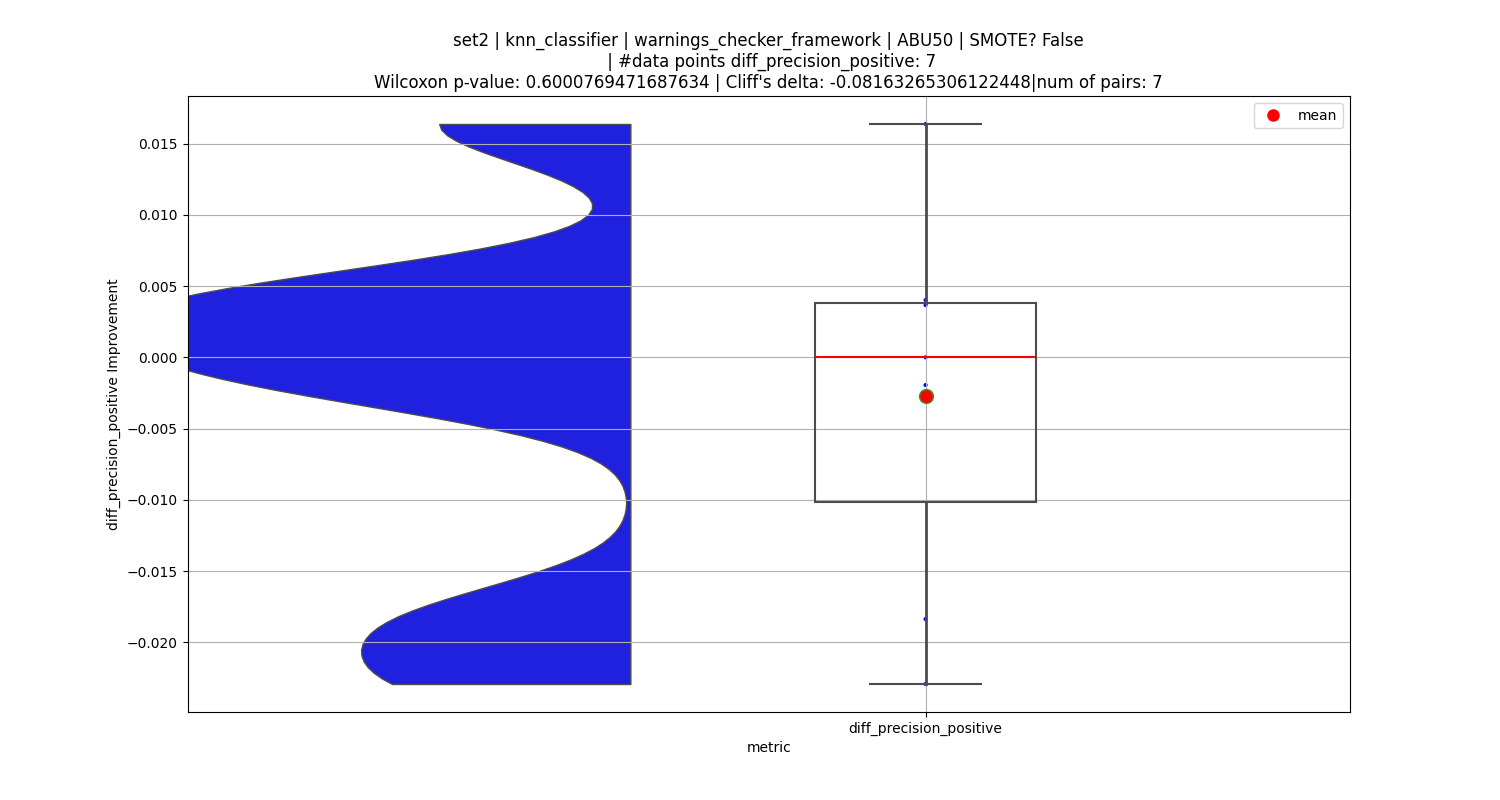 set2 | knn_classifier | warnings_checker_framework | ABU50 | SMOTE? False
| #data points diff_precision_positive: 7
Wilcoxon p-value: 0.6000769471687634 | Cliff's delta: -0.08163265306122448|num of pairs: 7
mean
0.015
0.010
0.005
0.000
−0.005
−0.010
−0.015
−0.020
diff_precision_positive Improvement
diff_precision_positive
metric